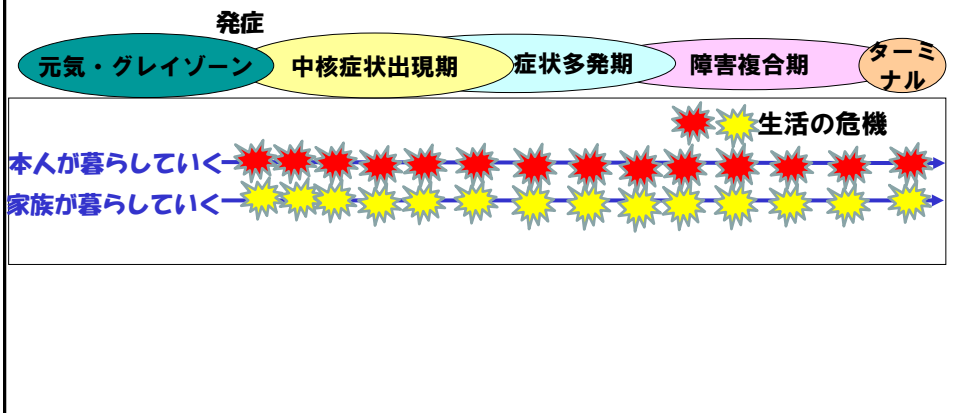 発症
元気・グレイゾーン
中核症状出現期
症状多発期
障害複合期
ターミ
ナル
生活の危機
本人が暮らしていく
家族が暮らしていく